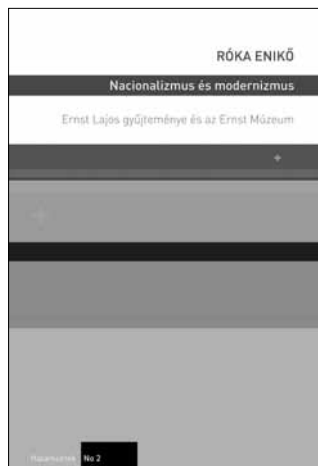 RÓKA ENIKŐ
Nacionalizmus és modernizmus
Ernst Lajos gyűjteménye és az Ernst Múzeum
No 2